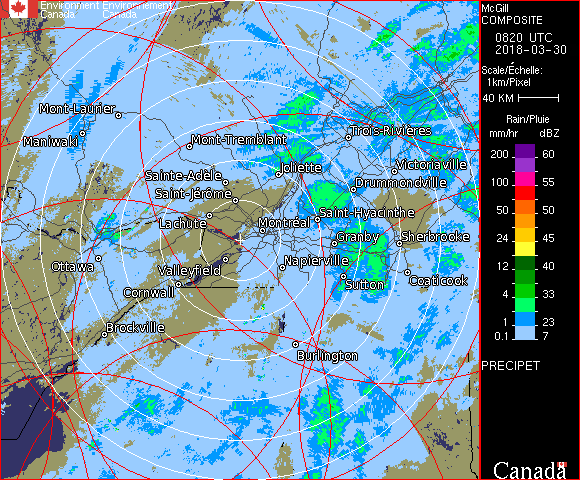 Environment Environnement
Canada Canada
McGill
COMPOSITE
0820 UTC
2018-03-30
Scale/Échelle:
1km/Pixel
40 KM
Rain/Pluie
mm/hr dBZ
200 60
100 55
50 50
24 45
12 40
8 33
4 28
1 23
0.1 7
PRECIPET
Canada
Mont-Laurier
Maniwaki
Mont-Tremblant
Trois-Rivières
Joliette
Victoriaville
Sainte-Adèle
Saint-Jérôme
Drummondville
Lachute
Montréal
Saint-Hyacinthe
Granby
Sherbrooke
Ottawa
Valleyfield
Napierville
Cornwall
Sutton
Coaticook
Brockville
Burlington